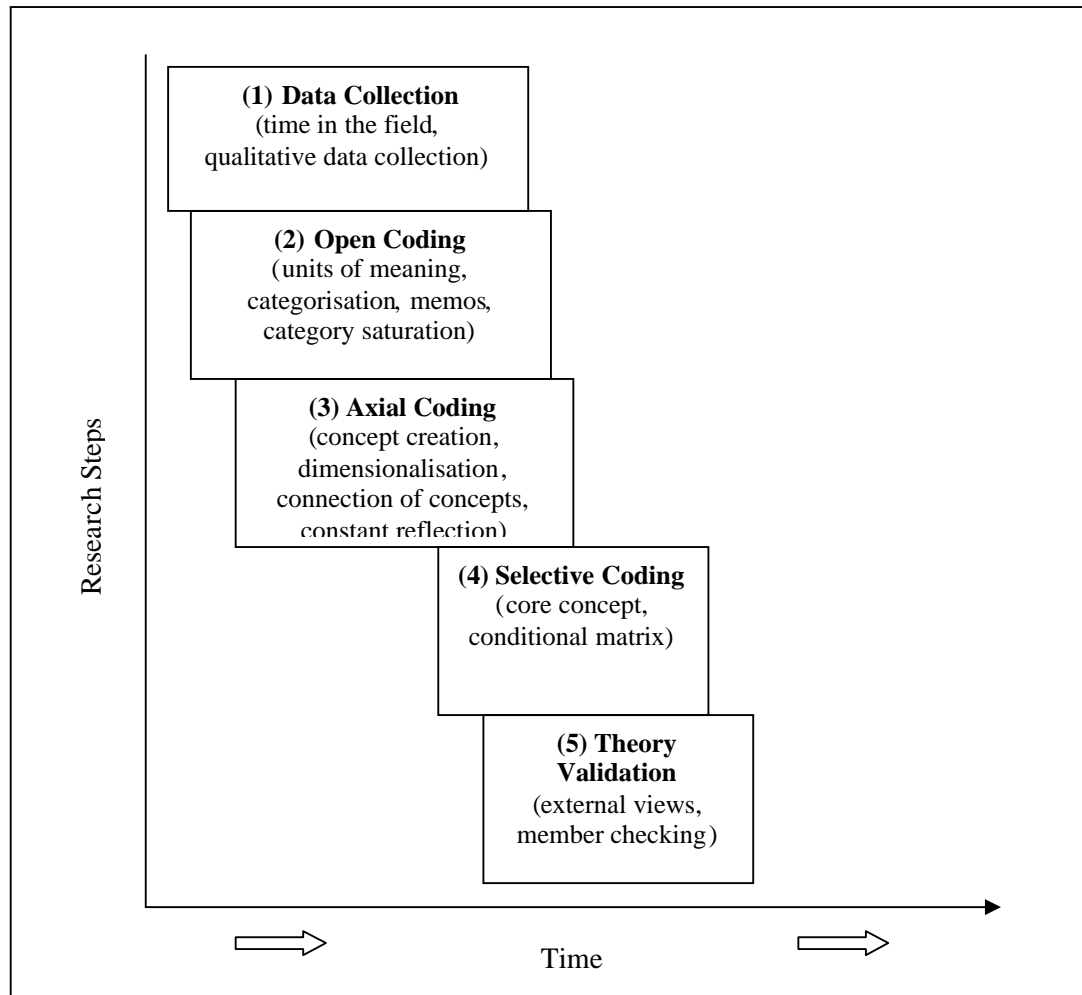 (1) Data Collection
(time in the field,
qualitative data collection)
(2) Open Coding
(units of meaning,
categorisation, memos,
category saturation)
(3) Axial Coding
(concept creation,
dimensionalisation,
connection of concepts,
constant reflection)
(4) Selective Coding
(core concept,
conditional matrix)
(5) Theory
Validation
(external views,
member checking)
Research Steps
Time